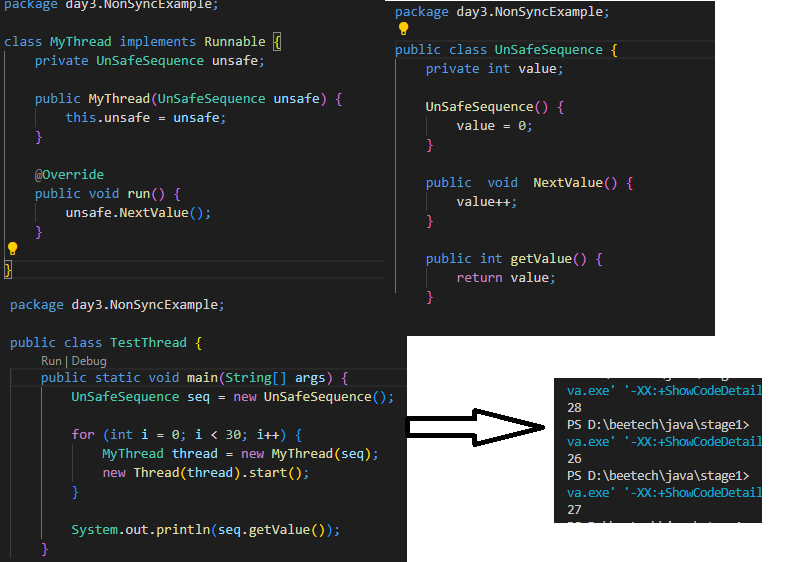 package day3.NonSyncExample;
class MyThread implements Runnable {
private UnSafeSequence unsafe;
public MyThread(UnSafeSequence unsafe) {
this.unsafe = unsafe;
}
@Override
public void run() {
unsafe.NextValue();
}
}
package day3.NonSyncExample;
public class UnSafeSequence {
private int value;
UnSafeSequence() {
value = 0;
}
public  void  NextValue() {
value++;
}
public int getValue() {
return value;
}
package day3.NonSyncExample;
public class TestThread {
Run | Debug
public static void main(String[] args) {
UnSafeSequence seq = new UnSafeSequence();
for (int i = 0; i < 30; i++) {
MyThread thread = new MyThread(seq);
new Thread(thread).start();
}
System.out.println(seq.getValue());
}
va.exe' '-XX:+ShowCodeDetail
28
PS D:\beetech\java\stage1>
va.exe' '-XX:+ShowCodeDetail
26
PS D:\beetech\java\stage1>
va.exe' '-XX:+ShowCodeDetail
27